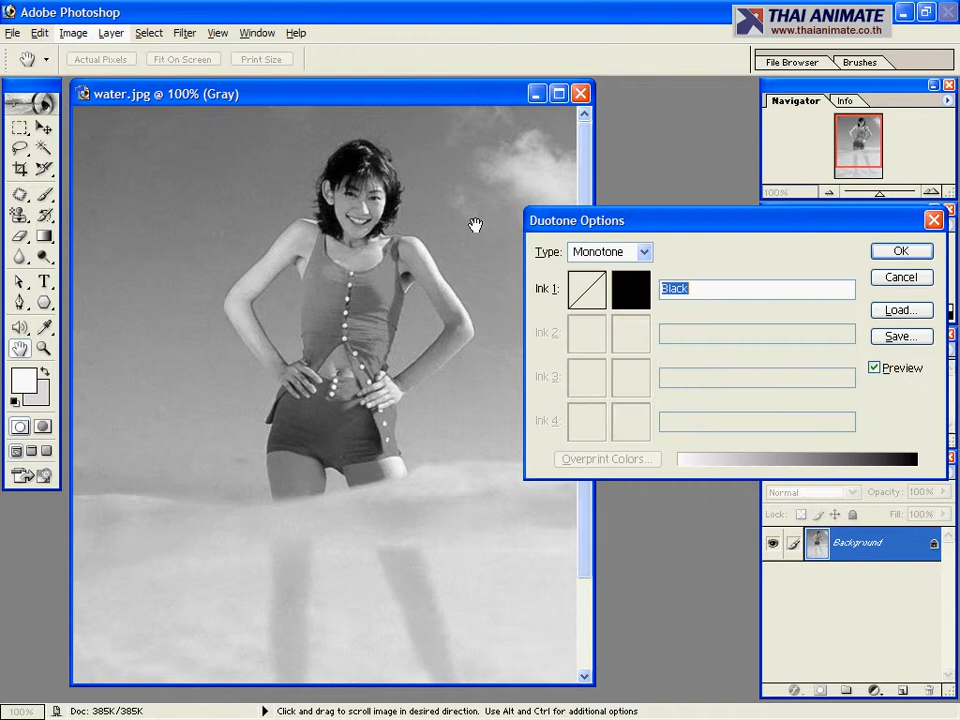 Adobe Photoshop
THAI ANIMATE
www.thaianimate.co.th
File Edit Image Layer Select Filter View Window Help
Actual Pixels Fit On Screen Print Size
File Browser Brushes
water.jpg @ 100% (Gray)
Navigator Info
100%
Duotone Options
Type: Monotone
OK
Ink 1: Black
Cancel
Load...
Ink 2:
Save...
Preview
Ink 3:
Ink 4:
Overprint Colors...
Normal Opacity: 100%
Lock: Fill: 100%
Background
100% Doc: 385K/385K Click and drag to scroll image in desired direction. Use Alt and Ctrl for additional options